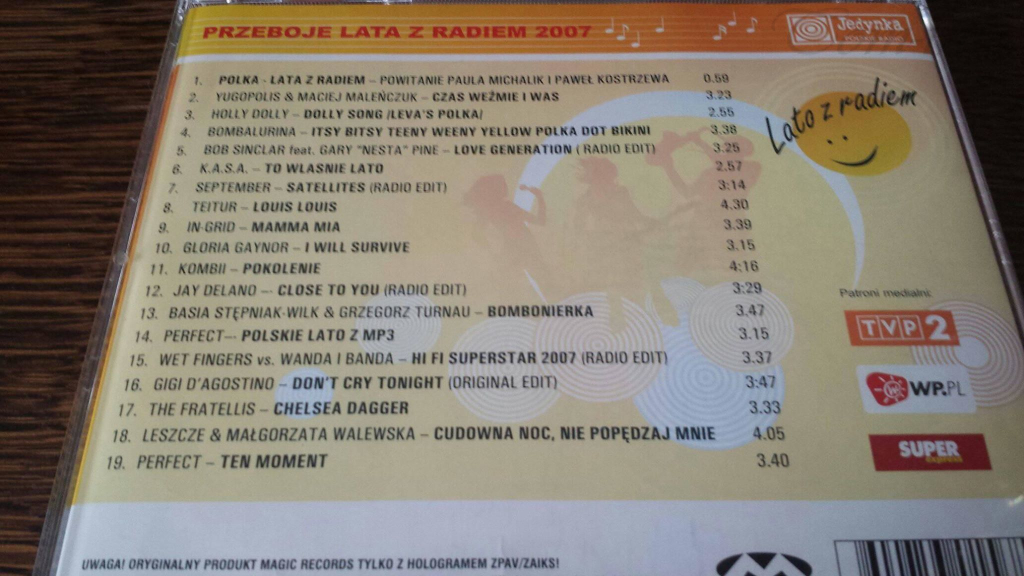 PRZEBOJE LATA Z RADIEM 2007
Jedynka
POLSKIE RADIO
Lato z radiem
1. POLKA - LATA Z RADIEM – POWITANIE PAULA MICHALIK I PAWEŁ KOSTRZEWA 0.59
2. YUGOPOLIS & MACIEJ MALEŃCZUK – CZAS WEŹMIE I WAS 3.23
3. HOLLY DOLLY – DOLLY SONG /LEVA'S POLKA/ 2.55
4. BOMBALURINA – ITSY BITSY TEENY WEENY YELLOW POLKA DOT BIKINI 3,38
5. BOB SINCLAR feat. GARY "NESTA" PINE – LOVE GENERATION (RADIO EDIT) 3.25
6. K.A.S.A. – TO WLASNIE LATO 2.57
7. SEPTEMBER – SATELLITES (RADIO EDIT) 3:14
8. TEITUR – LOUIS LOUIS 4.30
9. IN-GRID – MAMMA MIA 3.39
10. GLORIA GAYNOR – I WILL SURVIVE 3.15
11. KOMBII – POKOLENIE 4:16
12. JAY DELANO –- CLOSE TO YOU (RADIO EDIT) 3:29
13. BASIA STĘPNIAK-WILK & GRZEGORZ TURNAU – BOMBONIERKA 3.47
14. PERFECT–- POLSKIE LATO Z MP3 3.15
15. WET FINGERS vs. WANDA I BANDA – HI FI SUPERSTAR 2007 (RADIO EDIT) 3.37
16. GIGI D'AGOSTINO – DON'T CRY TONIGHT (ORIGINAL EDIT) 3:47
17. THE FRATELLIS – CHELSEA DAGGER 3.33
18. LESZCZE & MAŁGORZATA WALEWSKA – CUDOWNA NOC, NIE POPĘDZAJ MNIE 4.05
19. PERFECT – TEN MOMENT 3.40
Patroni medialni:
TVP2
WP.PL
SUPER
express
UWAGA! ORYGINALNY PRODUKT MAGIC RECORDS TYLKO Z HOLOGRAMEM ZPAV/ZAIKS!